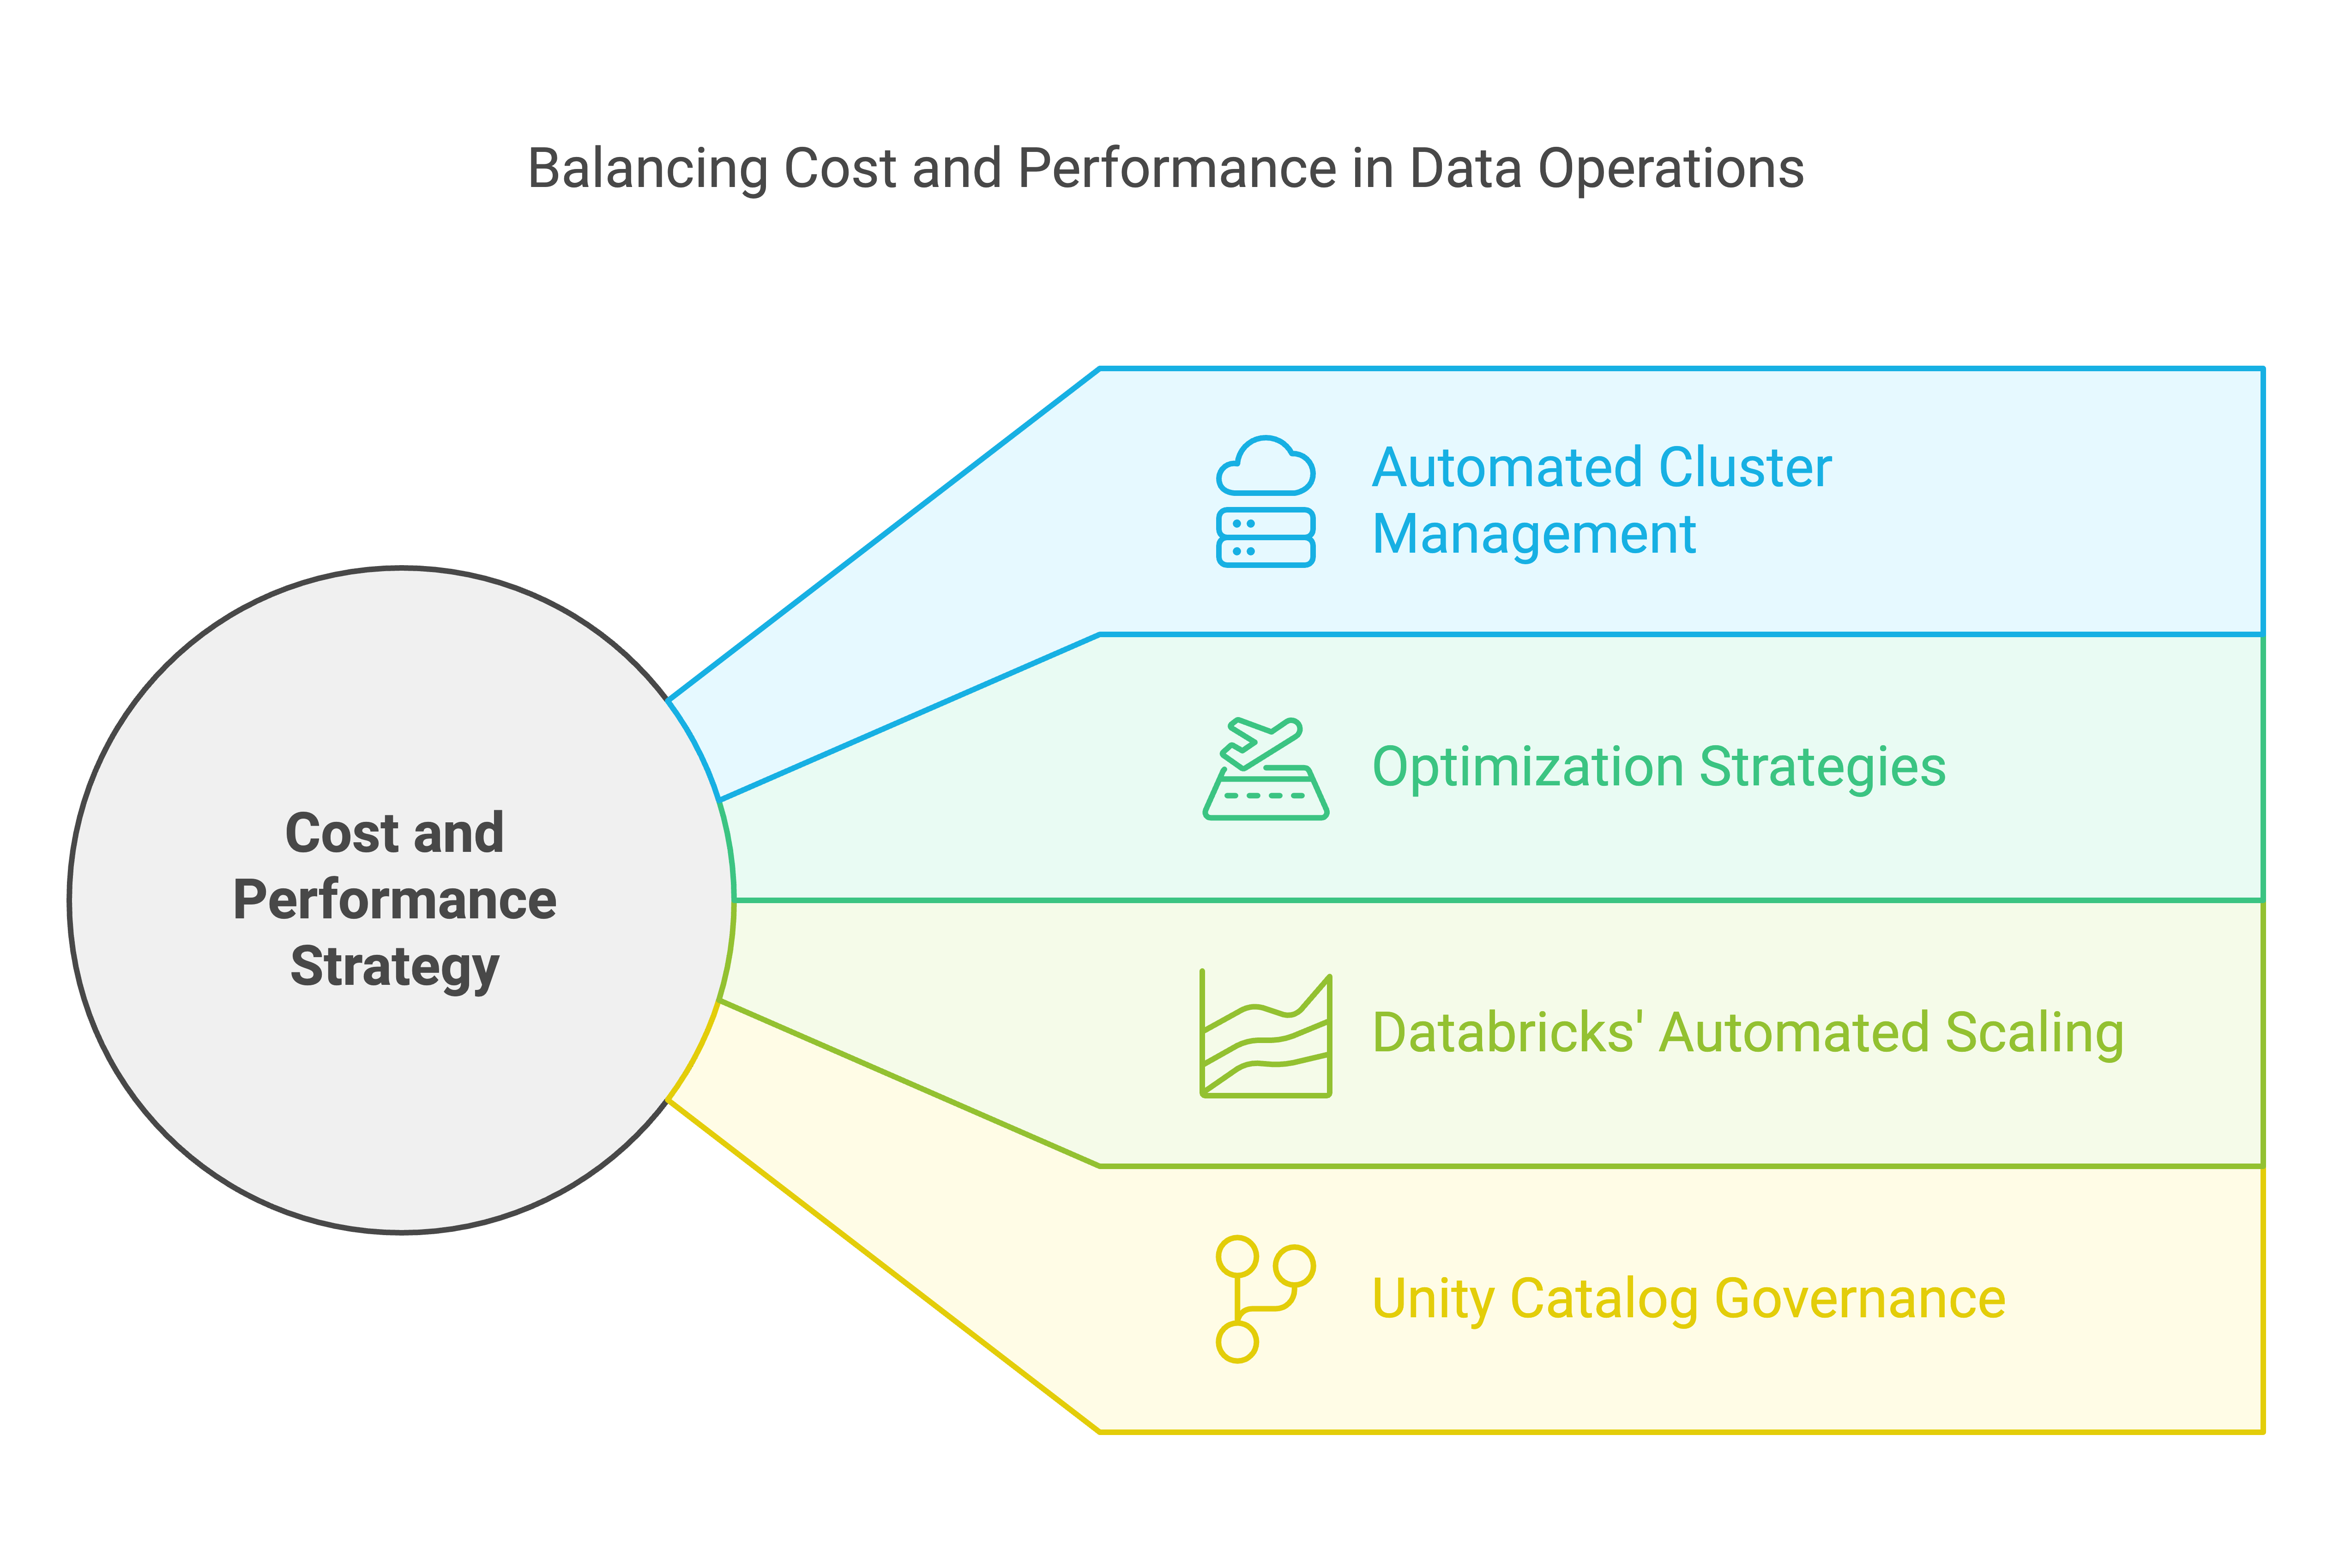 Balancing Cost and Performance in Data Operations
Cost and
Performance
Strategy
Automated Cluster
Management
Optimization Strategies
Databricks' Automated Scaling
Unity Catalog Governance